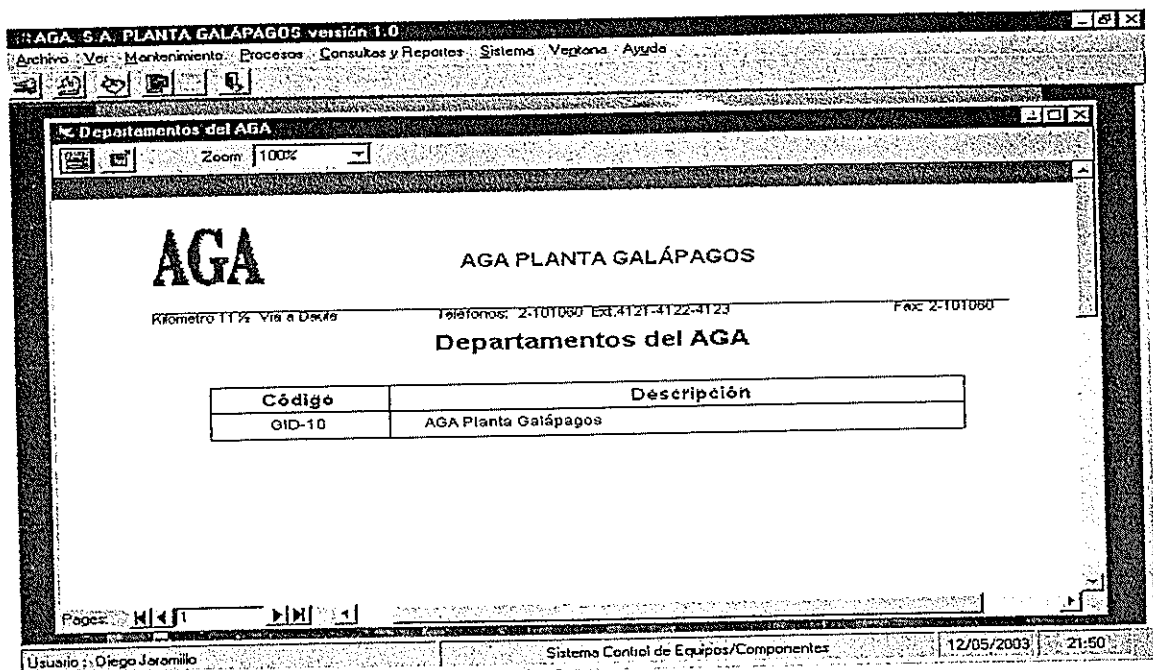 AGA. S.A. PLANTA GALÁPAGOS versión 1.0
Archivo Ver Mantenimiento Procesos Consultas y Reportes Sistema Ventana Ayuda
Departamentos del AGA
Zoom 100%
AGA
AGA PLANTA GALÁPAGOS
Kilometro 11 ½ Via a Daule Teléfonos: 2-101060 Ext.4121-4122-4123 Fax: 2-101060
Departamentos del AGA
Código Descripción
GID-10 AGA Planta Galápagos
Pages: 1
Usuario : Diego Jaramillo Sistema Control de Equipos/Componentes 12/05/2003 21:50